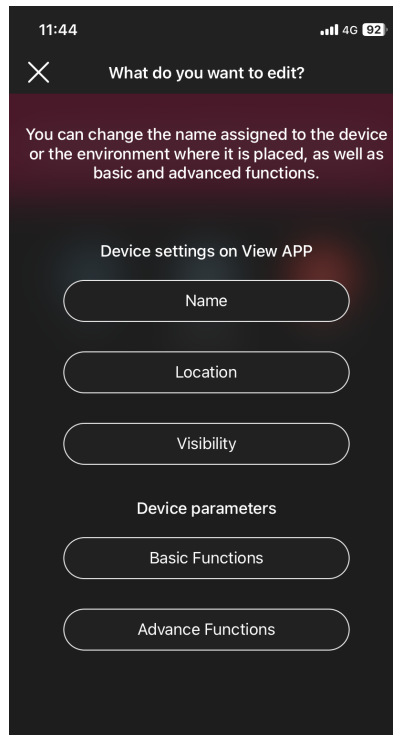 11:44
4G 92
What do you want to edit?
You can change the name assigned to the device
or the environment where it is placed, as well as
basic and advanced functions.
Device settings on View APP
Name
Location
Visibility
Device parameters
Basic Functions
Advance Functions